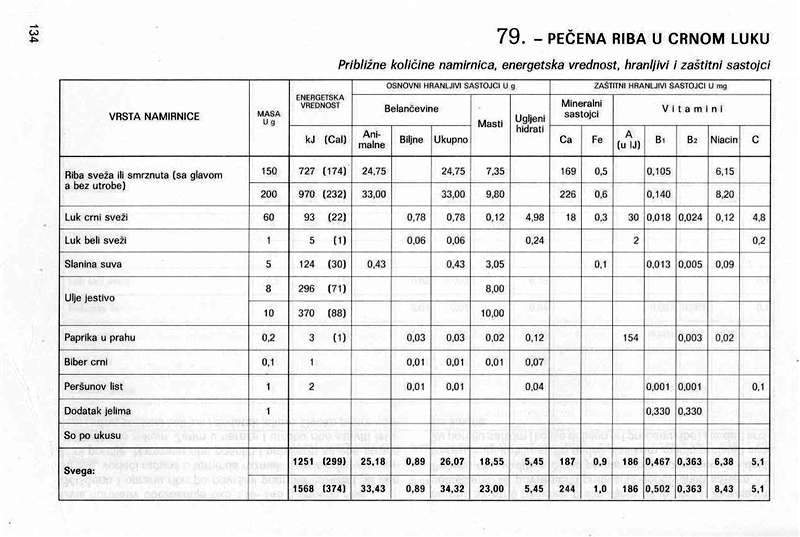 134
79. – PEČENA RIBA U CRNOM LUKU
Približne količine namirnica, energetska vrednost, hranljivi i zaštitni sastojci
VRSTA NAMIRNICE MASA U g ENERGETSKA VREDNOST OSNOVNI HRANLJIVI SASTOJCI U g ZAŠTITNI HRANLJIVI SASTOJCI U mg
Belančevine Masti Ugljeni hidrati Mineralni sastojci Vitamini
kJ (Cal) Ani-malne Biljne Ukupno Ca Fe A (u IJ) B1 B2 Niacin C
Riba sveža ili smrznuta (sa glavom a bez utrobe) 150 727 (174) 24,75 24,75 7,35 169 0,5 0,105 6,15
200 970 (232) 33,00 33,00 9,80 226 0,6 0,140 8,20
Luk crni sveži 60 93 (22) 0,78 0,78 0,12 4,98 18 0,3 30 0,018 0,024 0,12 4,8
Luk beli sveži 1 5 (1) 0,06 0,06 0,24 2 0,2
Slanina suva 5 124 (30) 0,43 0,43 3,05 0,1 0,013 0,005 0,09
Ulje jestivo 8 296 (71) 8,00
10 370 (88) 10,00
Paprika u prahu 0,2 3 (1) 0,03 0,03 0,02 0,12 154 0,003 0,02
Biber crni 0,1 1 0,01 0,01 0,01 0,07
Peršunov list 1 2 0,01 0,01 0,04 0,001 0,001 0,1
Dodatak jelima 1 0,330 0,330
So po ukusu
Svega: 1251 (299) 25,18 0,89 26,07 18,55 5,45 187 0,9 186 0,467 0,363 6,38 5,1
1568 (374) 33,43 0,89 34,32 23,00 5,45 244 1,0 186 0,502 0,363 8,43 5,1